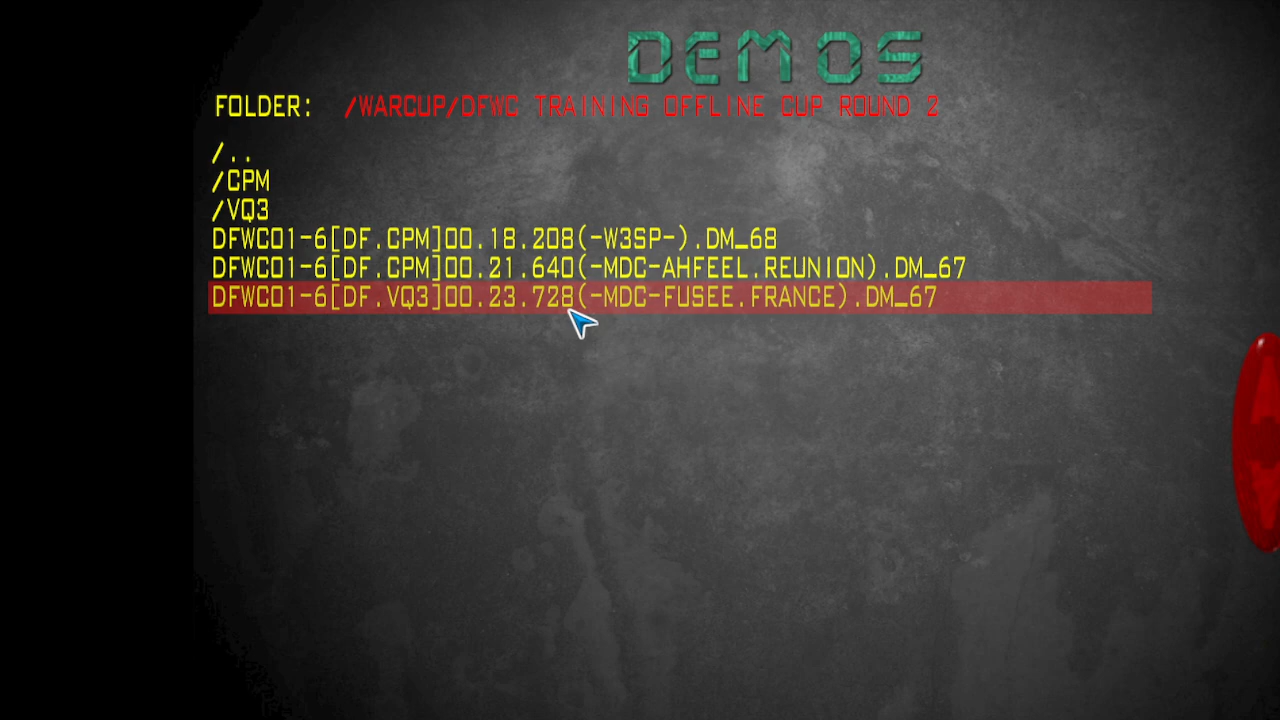 DEMOS
FOLDER: /WARCUP/DFWC TRAINING OFFLINE CUP ROUND 2
/..
/CPM
/VQ3
DFWC01-6[DF.CPM]00.18.208(-W3SP-).DM_68
DFWC01-6[DF.CPM]00.21.640(-MDC-AHFEEL.REUNION).DM_67
DFWC01-6[DF.VQ3]00.23.728(-MDC-FUSEE.FRANCE).DM_67